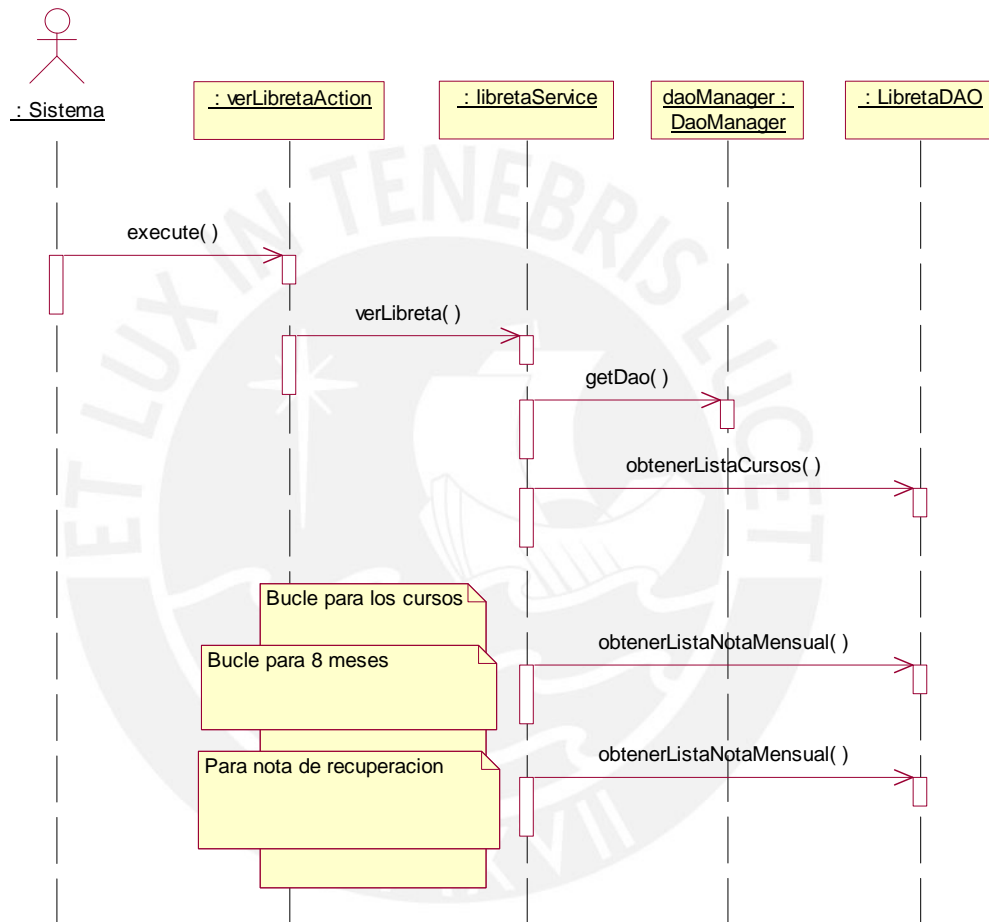 : Sistema
: verLibretaAction
: libretaService
daoManager :
DaoManager
: LibretaDAO
execute( )
verLibreta( )
getDao( )
obtenerListaCursos( )
Bucle para los cursos
Bucle para 8 meses
obtenerListaNotaMensual( )
Para nota de recuperacion
obtenerListaNotaMensual( )
ET LUX IN TENEBRIS LUCET